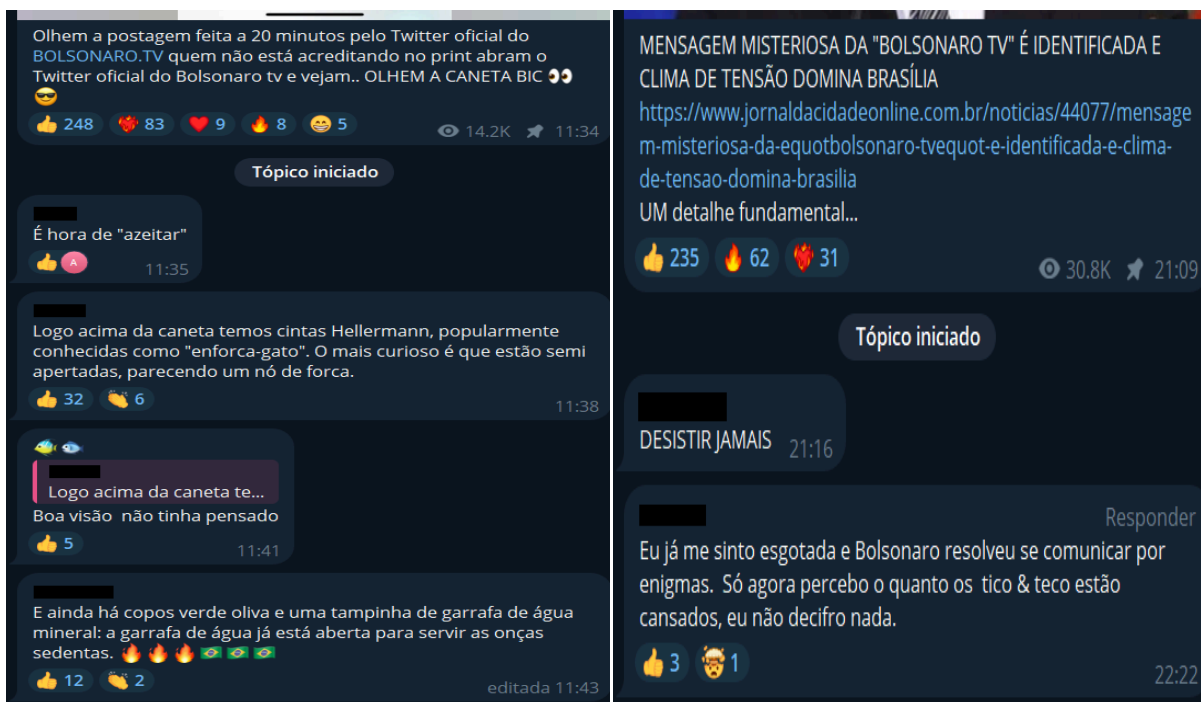 Olhem a postagem feita a 20 minutos pelo Twitter oficial do
BOLSONARO.TV quem não está acreditando no print abram o
Twitter oficial do Bolsonaro tv e vejam.. OLHEM A CANETA BIC 👀
😎
👍 248 ❤️‍🔥 83 ❤️ 9 🔥 8 😁 5
14.2K 11:34
Tópico iniciado
É hora de "azeitar"
👍 A
11:35
Logo acima da caneta temos cintas Hellermann, popularmente
conhecidas como "enforca-gato". O mais curioso é que estão semi
apertadas, parecendo um nó de forca.
👍 32 👏 6
11:38
🐠 🐟
Logo acima da caneta te...
Boa visão não tinha pensado
👍 5
11:41
E ainda há copos verde oliva e uma tampinha de garrafa de água
mineral: a garrafa de água já está aberta para servir as onças
sedentas. 🔥 🔥 🔥 🇧🇷 🇧🇷 🇧🇷
👍 12 👏 2
editada 11:43
MENSAGEM MISTERIOSA DA "BOLSONARO TV" É IDENTIFICADA E
CLIMA DE TENSÃO DOMINA BRASÍLIA
https://www.jornaldacidadeonline.com.br/noticias/44077/mensage
m-misteriosa-da-equotbolsonaro-tvequot-e-identificada-e-clima-
de-tensao-domina-brasilia
UM detalhe fundamental...
👍 235 🔥 62 ❤️‍🔥 31
30.8K 21:09
Tópico iniciado
DESISTIR JAMAIS
21:16
Responder
Eu já me sinto esgotada e Bolsonaro resolveu se comunicar por
enigmas. Só agora percebo o quanto os tico & teco estão
cansados, eu não decifro nada.
👍 3 🤯 1
22:22